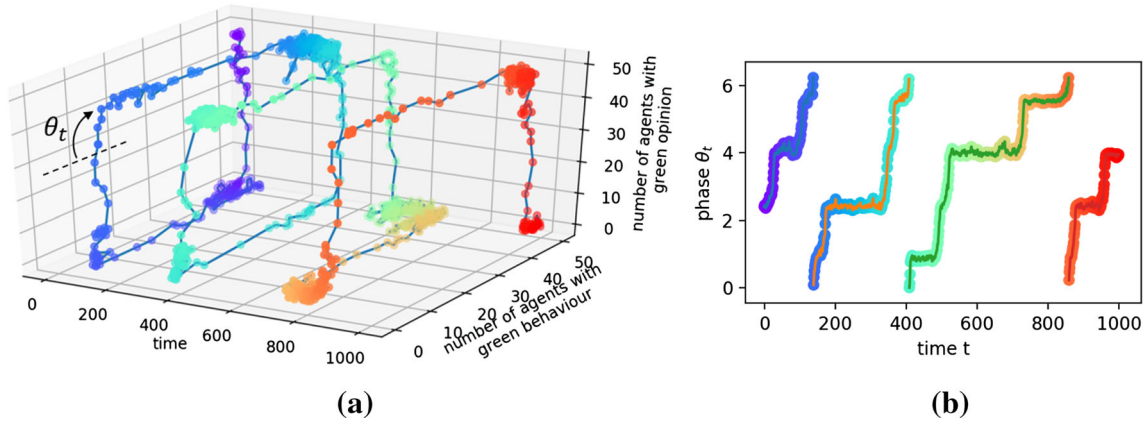 θt
0
200
400
600
800
1000
time
0
10
20
30
40
50
number of agents with
green behaviour
0
10
20
30
40
50
number of agents with
green opinion
(a)
6
4
2
0
phase θt
0
200
400
600
800
1000
time t
(b)